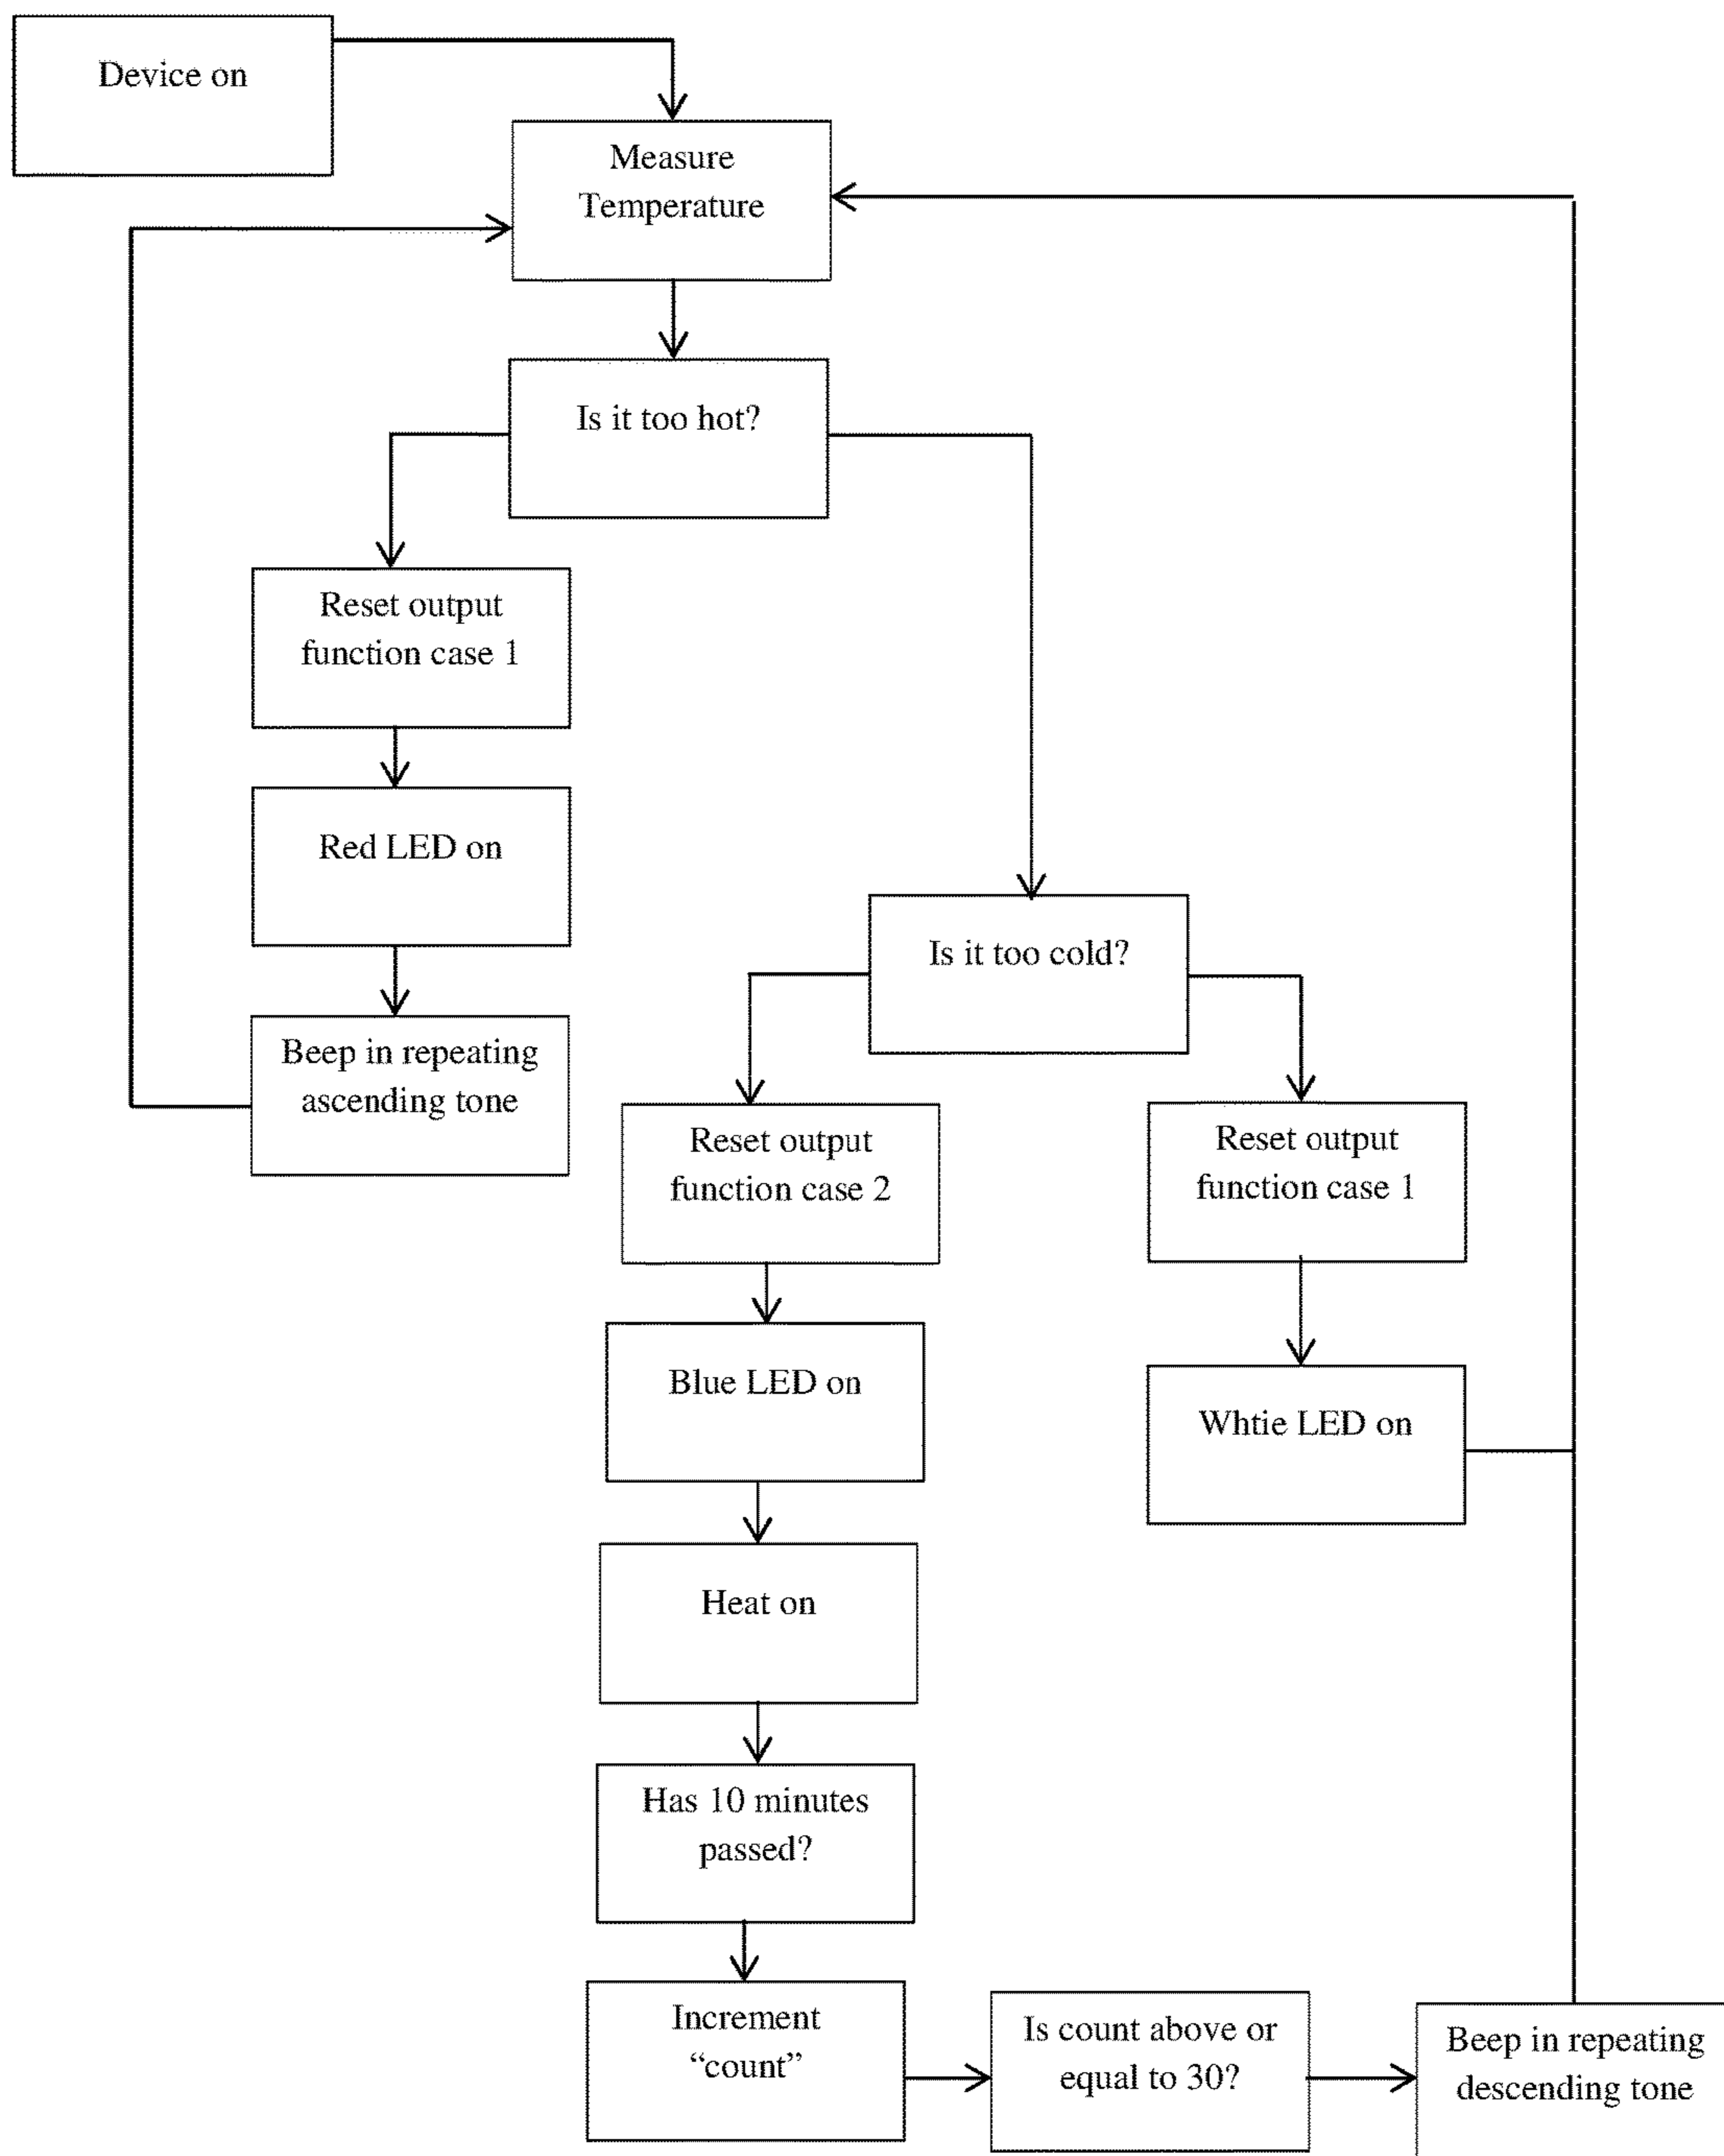 Device on
Measure
Temperature
Is it too hot?
Reset output
function case 1
Red LED on
Beep in repeating
ascending tone
Is it too cold?
Reset output
function case 2
Reset output
function case 1
Blue LED on
Whtie LED on
Heat on
Has 10 minutes
passed?
Increment
“count”
Is count above or
equal to 30?
Beep in repeating
descending tone